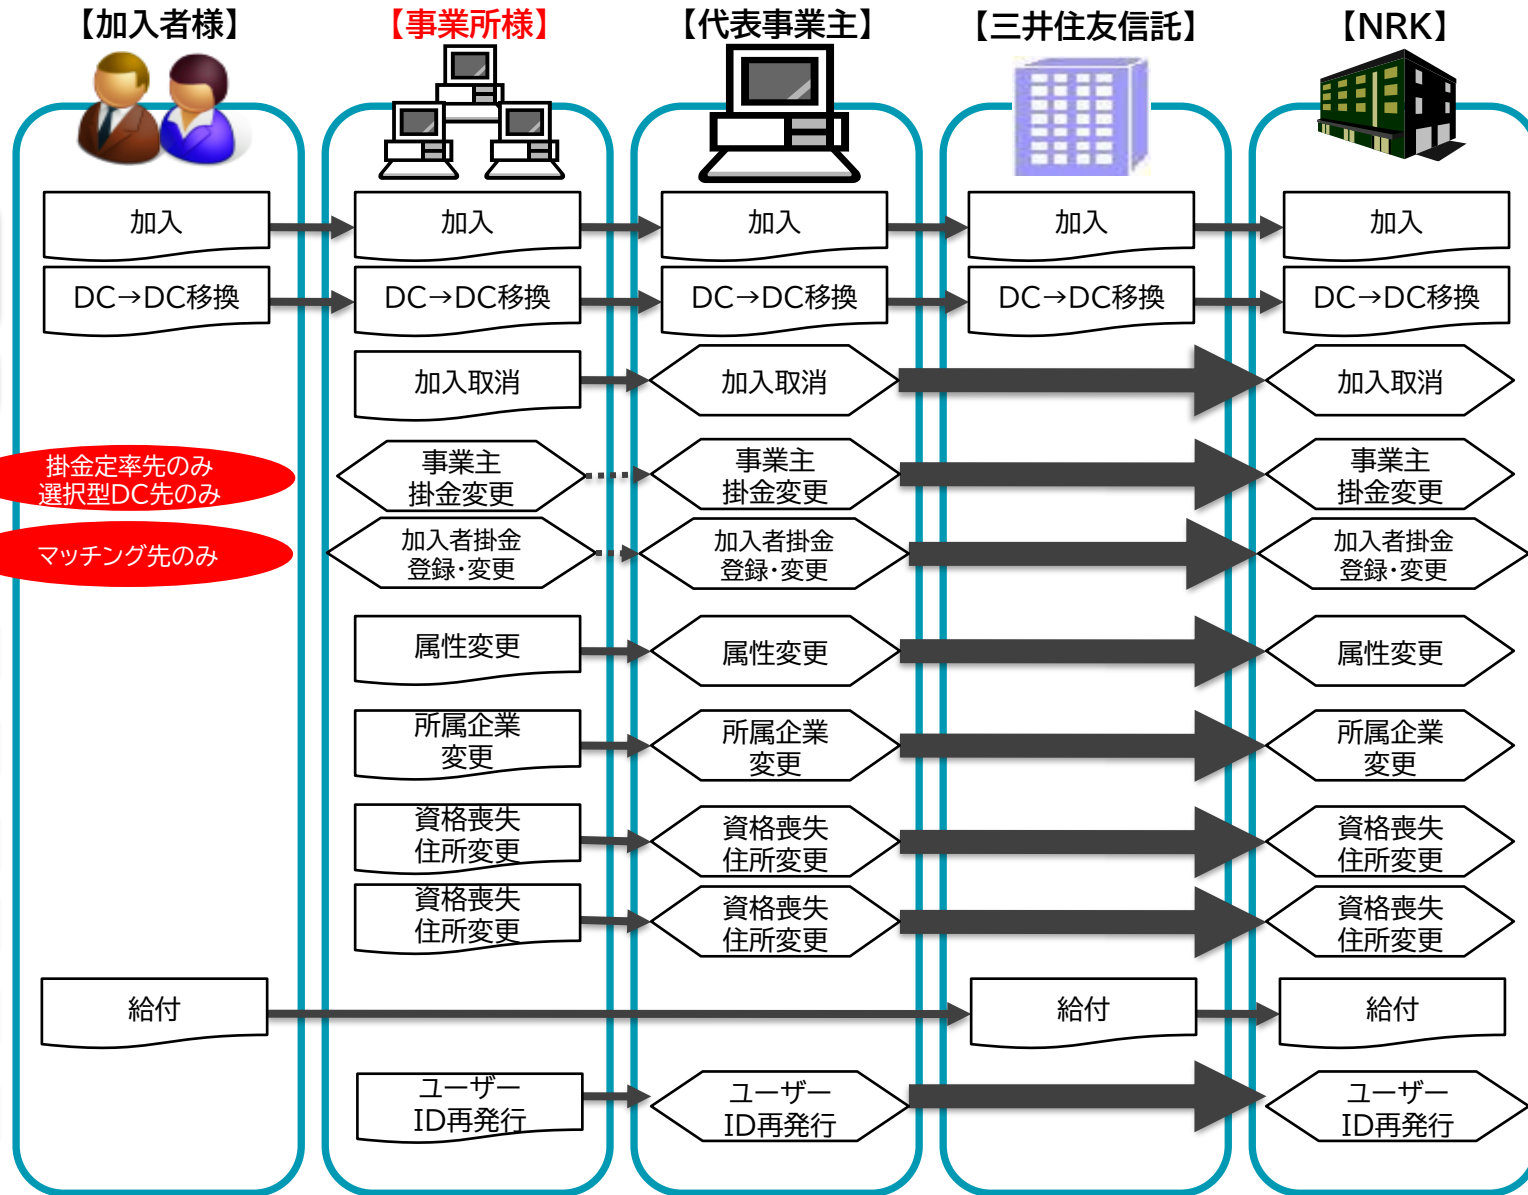 【加入者様】
【事業所様】
【代表事業主】
【三井住友信託】
【NRK】
加入
加入
加入
加入
加入
DC→DC移換
DC→DC移換
DC→DC移換
DC→DC移換
DC→DC移換
加入取消
加入取消
加入取消
掛金定率先のみ
選択型DC先のみ
事業主
掛金変更
事業主
掛金変更
事業主
掛金変更
マッチング先のみ
加入者掛金
登録・変更
加入者掛金
登録・変更
加入者掛金
登録・変更
属性変更
属性変更
属性変更
所属企業
変更
所属企業
変更
所属企業
変更
資格喪失
住所変更
資格喪失
住所変更
資格喪失
住所変更
資格喪失
住所変更
資格喪失
住所変更
資格喪失
住所変更
給付
給付
給付
ユーザー
ID再発行
ユーザー
ID再発行
ユーザー
ID再発行